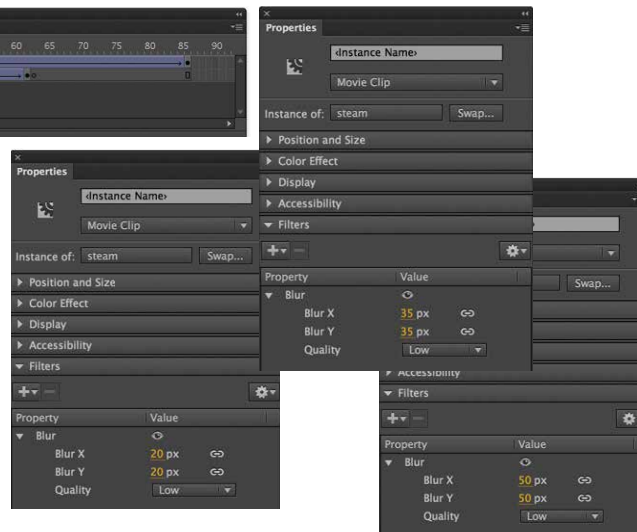 60 65 70 75 80 85 90
Properties
‹Instance Name›
Movie Clip
Instance of: steam Swap...
Position and Size
Color Effect
Display
Accessibility
Filters
Property Value
Blur
Blur X 35 px
Blur Y 35 px
Quality Low
Properties
‹Instance Name›
Movie Clip
Instance of: steam Swap...
Position and Size
Color Effect
Display
Accessibility
Filters
Property Value
Blur
Blur X 20 px
Blur Y 20 px
Quality Low
Swap...
Accessibility
Filters
Property Value
Blur
Blur X 50 px
Blur Y 50 px
Quality Low